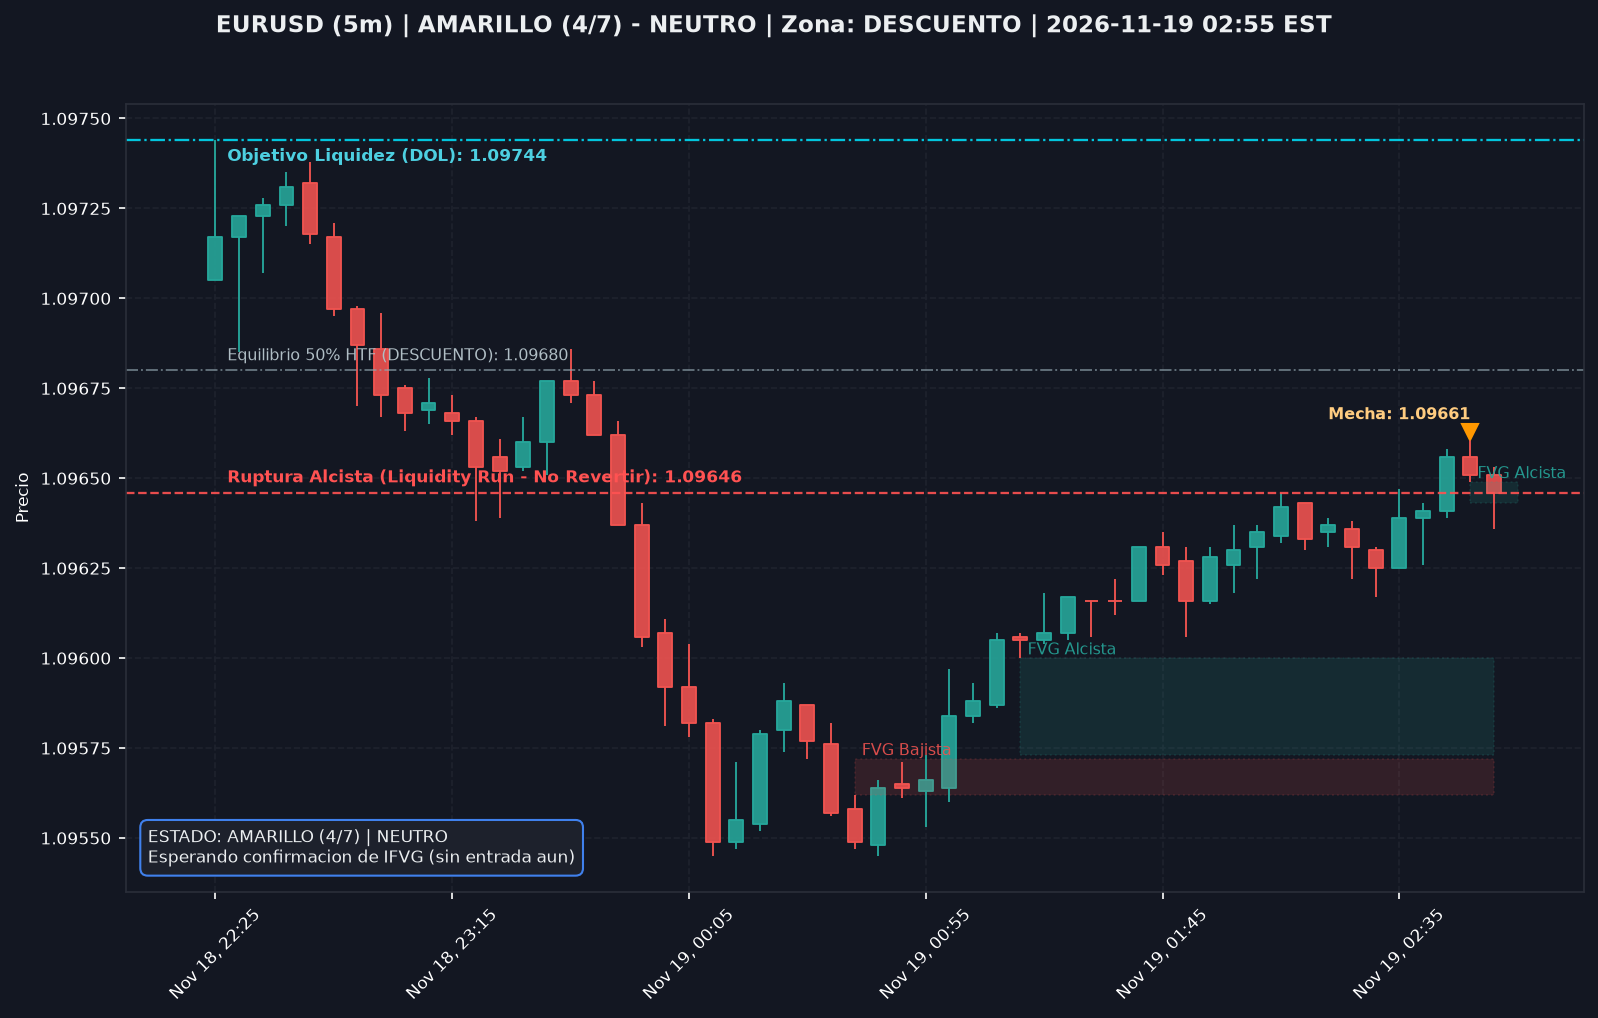 EURUSD (5m) | AMARILLO (4/7) - NEUTRO | Zona: DESCUENTO | 2026-11-19 02:55 EST
1.09750
Objetivo Liquidez (DOL): 1.09744
1.09725
1.09700
Equilibrio 50% HTF (DESCUENTO): 1.09680
1.09675
Mecha: 1.09661
FVG Alcista
Ruptura Alcista (Liquidity Run - No Revertir): 1.09646
1.09650
Precio
1.09625
1.09600
FVG Alcista
1.09575
FVG Bajista
1.09550
ESTADO: AMARILLO (4/7) | NEUTRO
Esperando confirmacion de IFVG (sin entrada aun)
Nov 18, 22:25
Nov 18, 23:15
Nov 19, 00:05
Nov 19, 00:55
Nov 19, 01:45
Nov 19, 02:35